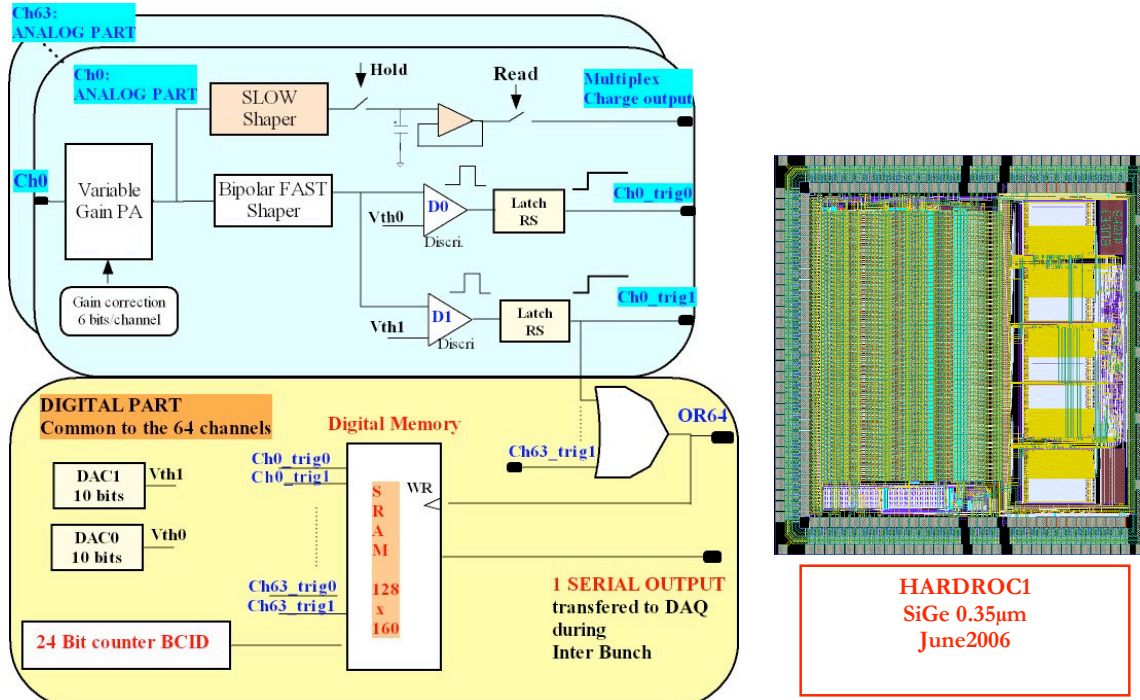 Ch63:
ANALOG PART
Ch0:
ANALOG PART
Hold
Read
Multiplex
Charge output
SLOW
Shaper
Ch0
Variable
Gain PA
Bipolar FAST
Shaper
Vth0
D0
Discri.
Latch
RS
Ch0_trig0
Gain correction
6 bits/channel
Vth1
D1
Discri
Latch
RS
Ch0_trig1
DIGITAL PART
Common to the 64 channels
Digital Memory
OR64
Ch63_trig1
DAC1
10 bits
Vth1
DAC0
10 bits
Vth0
Ch0_trig0
Ch0_trig1
WR
S
R
A
M
128
x
160
Ch63_trig0
Ch63_trig1
24 Bit counter BCID
1 SERIAL OUTPUT
transfered to DAQ
during
Inter Bunch
HARDROC1
SiGe 0.35µm
June2006